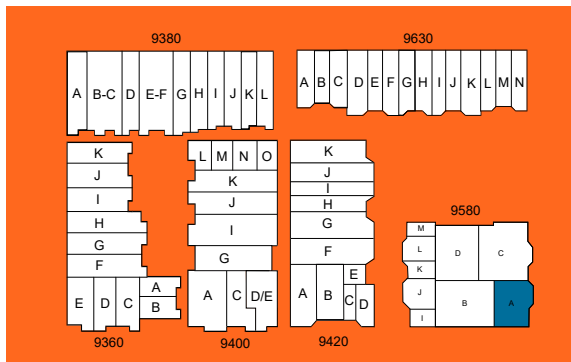 9380
9630
A B-C D E-F G H I J K L
A B C D E F G H I J K L M N
K
J
I
H
G
F
E D C A
B
9360
L M N O
K
J
I
G
A C D/E
9400
K
J
I
H
G
F
A B E
C D
9420
9580
M
L
K
J
I
D C
B A